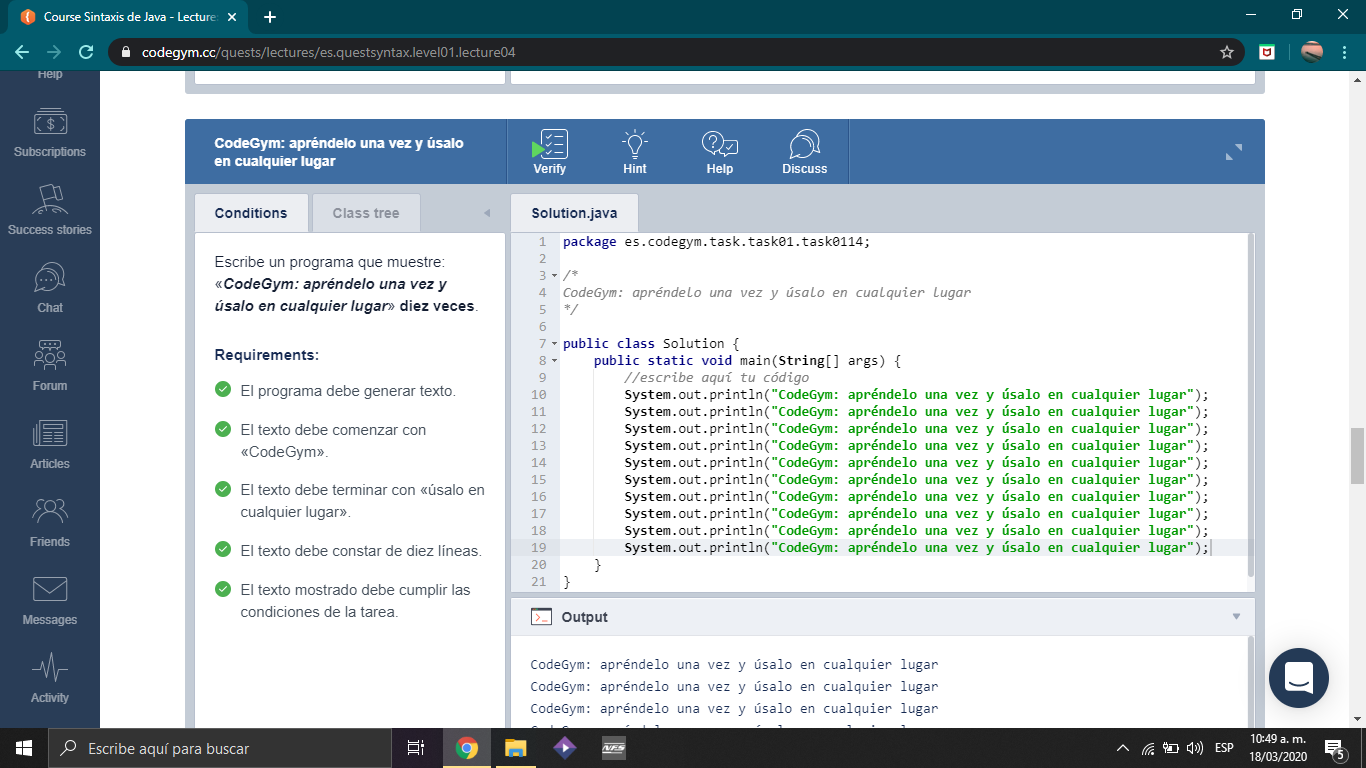 Course Sintaxis de Java - Lecture:
codegym.cc/quests/lectures/es.questsyntax.level01.lecture04
Help
Subscriptions
Success stories
Chat
Forum
Articles
Friends
Messages
Activity
CodeGym: apréndelo una vez y úsalo
en cualquier lugar
Verify
Hint
Help
Discuss
Conditions
Class tree
Escribe un programa que muestre:
«CodeGym: apréndelo una vez y
úsalo en cualquier lugar» diez veces.
Requirements:
El programa debe generar texto.
El texto debe comenzar con
«CodeGym».
El texto debe terminar con «úsalo en
cualquier lugar».
El texto debe constar de diez líneas.
El texto mostrado debe cumplir las
condiciones de la tarea.
Solution.java
1 package es.codegym.task.task01.task0114;
2
3 /*
4 CodeGym: apréndelo una vez y úsalo en cualquier lugar
5 */
6
7 public class Solution {
8 public static void main(String[] args) {
9 //escribe aquí tu código
10 System.out.println("CodeGym: apréndelo una vez y úsalo en cualquier lugar");
11 System.out.println("CodeGym: apréndelo una vez y úsalo en cualquier lugar");
12 System.out.println("CodeGym: apréndelo una vez y úsalo en cualquier lugar");
13 System.out.println("CodeGym: apréndelo una vez y úsalo en cualquier lugar");
14 System.out.println("CodeGym: apréndelo una vez y úsalo en cualquier lugar");
15 System.out.println("CodeGym: apréndelo una vez y úsalo en cualquier lugar");
16 System.out.println("CodeGym: apréndelo una vez y úsalo en cualquier lugar");
17 System.out.println("CodeGym: apréndelo una vez y úsalo en cualquier lugar");
18 System.out.println("CodeGym: apréndelo una vez y úsalo en cualquier lugar");
19 System.out.println("CodeGym: apréndelo una vez y úsalo en cualquier lugar");
20 }
21 }
Output
CodeGym: apréndelo una vez y úsalo en cualquier lugar
CodeGym: apréndelo una vez y úsalo en cualquier lugar
CodeGym: apréndelo una vez y úsalo en cualquier lugar
Escribe aquí para buscar
NFS
ESP
10:49 a. m.
18/03/2020
5